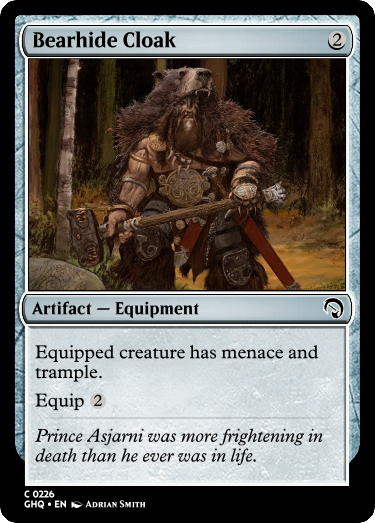 Bearhide Cloak 2
Artifact — Equipment
Equipped creature has menace and
trample.
Equip 2
Prince Asjarni was more frightening in
death than he ever was in life.
C 0226
GHQ • EN Adrian Smith